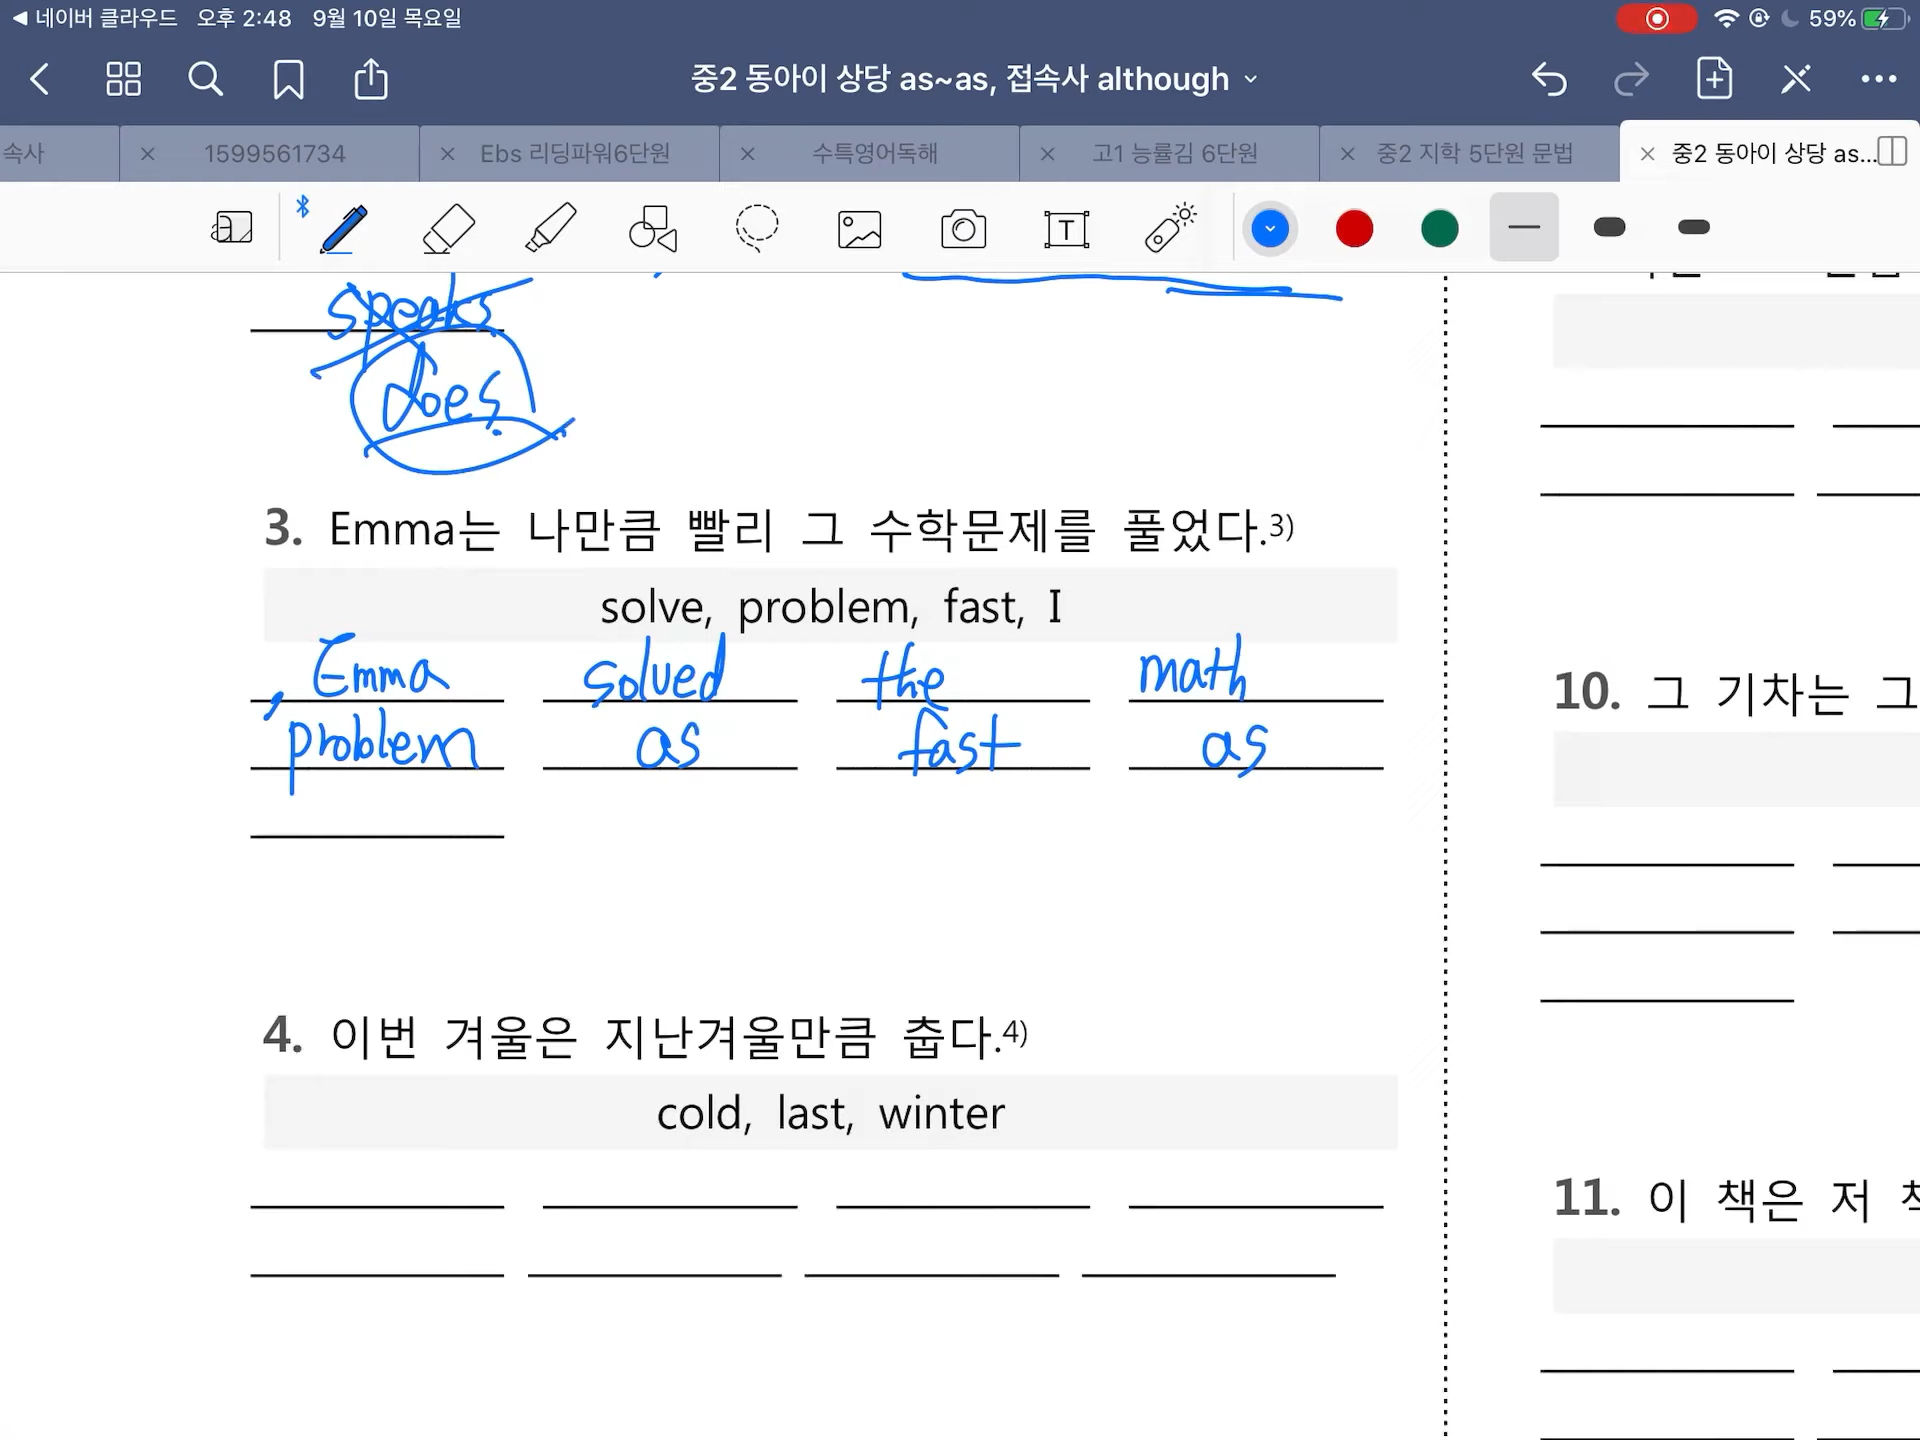 ◀ 네이버 클라우드 오후 2:48 9월 10일 목요일 59%
중2 동아이 상당 as~as, 접속사 although
속사 1599561734 Ebs 리딩파워6단원 수특영어독해 고1 능률김 6단원 중2 지학 5단원 문법 중2 동아이 상당 as...
T
speaks
does
3. Emma는 나만큼 빨리 그 수학문제를 풀었다.3)
solve, problem, fast, I
Emma solved the math
problem as fast as
4. 이번 겨울은 지난겨울만큼 춥다.4)
cold, last, winter
10. 그 기차는 그
11. 이 책은 저